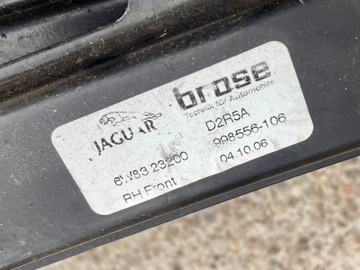 JAGUAR
brose
Technik für Automobile
6W83 23200
D2R5A
998556-106
RH Front
04.10.06